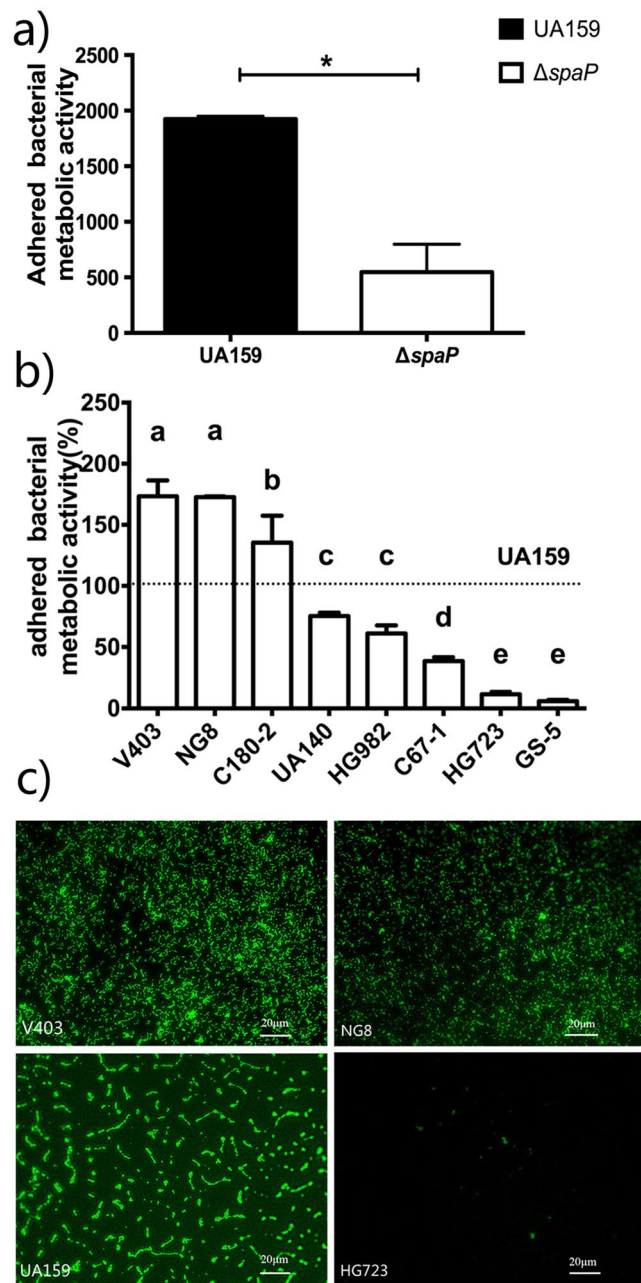 a)
UA159
ΔspaP
*
Adhered bacterial
metabolic activity
2500
2000
1500
1000
500
0
UA159
ΔspaP
b)
adhered bacterial
metabolic activity(%)
250
200
150
100
50
0
a
a
b
c
c
d
e
e
UA159
V403
NG8
C180-2
UA140
HG982
C67-1
HG723
GS-5
c)
V403
20μm
NG8
20μm
UA159
20μm
HG723
20μm